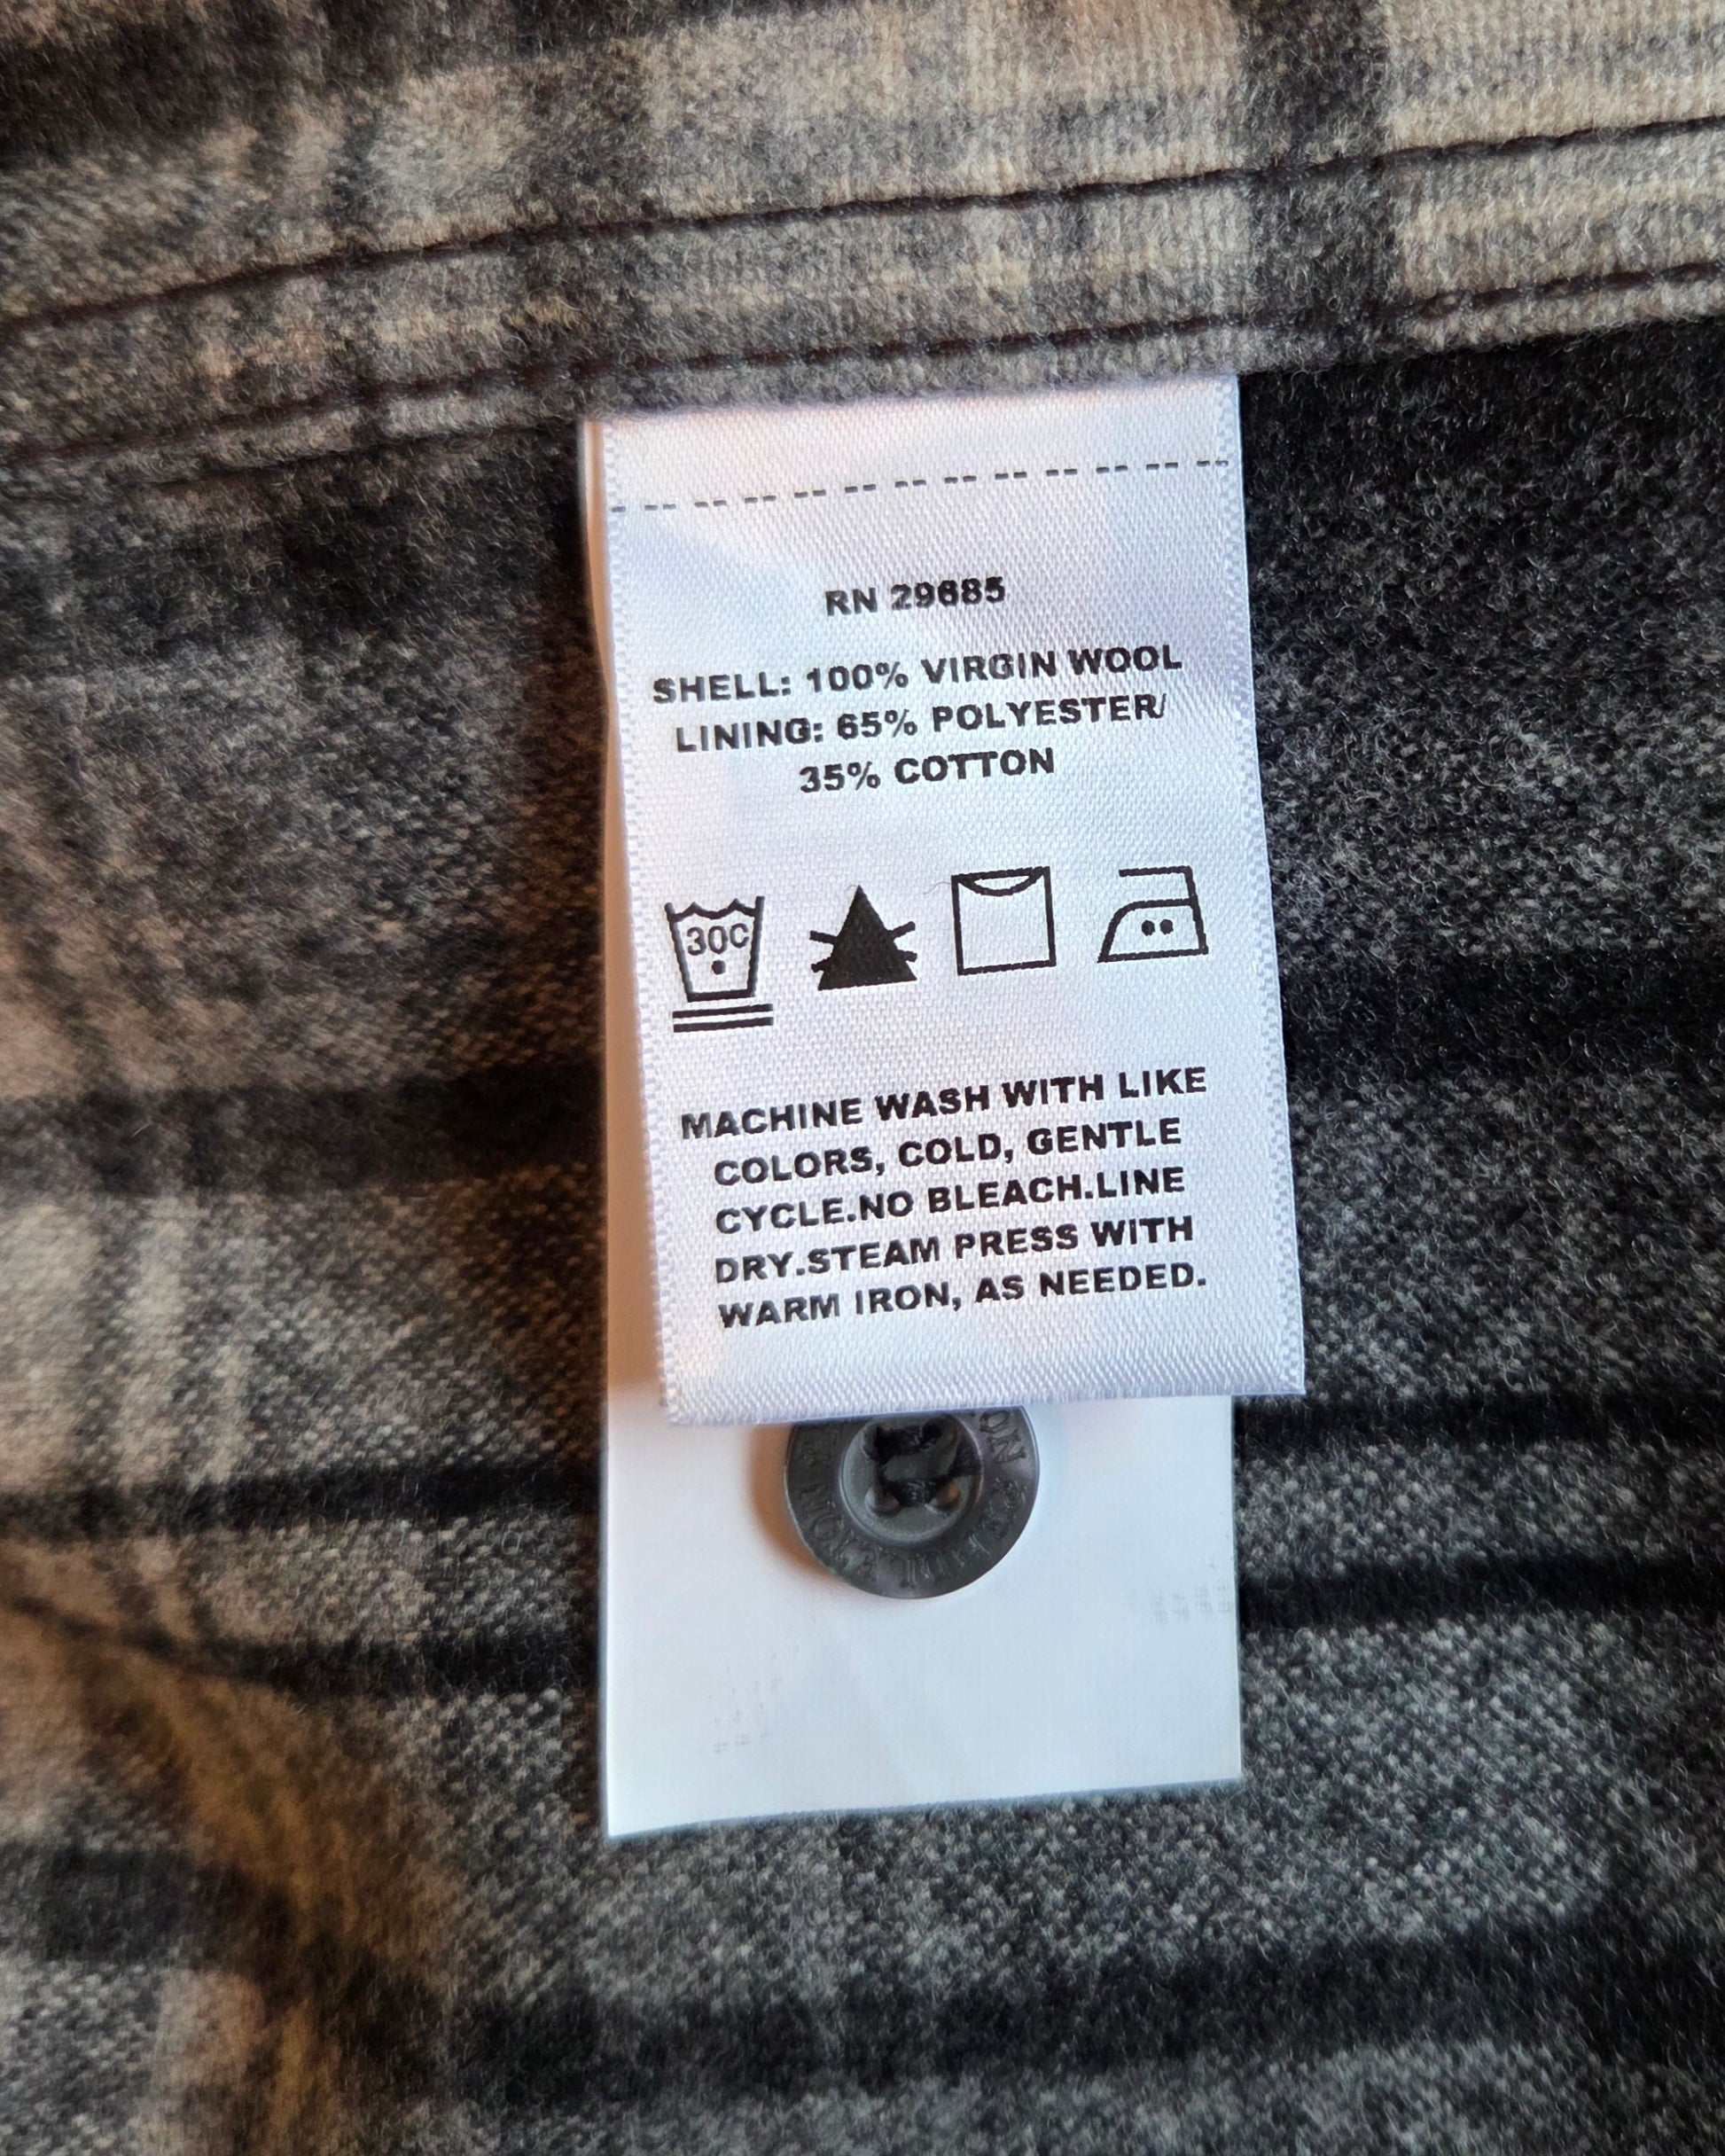 RN 29685
SHELL: 100% VIRGIN WOOL
LINING: 65% POLYESTER/
35% COTTON
30C
MACHINE WASH WITH LIKE
COLORS, COLD, GENTLE
CYCLE.NO BLEACH.LINE
DRY.STEAM PRESS WITH
WARM IRON, AS NEEDED.